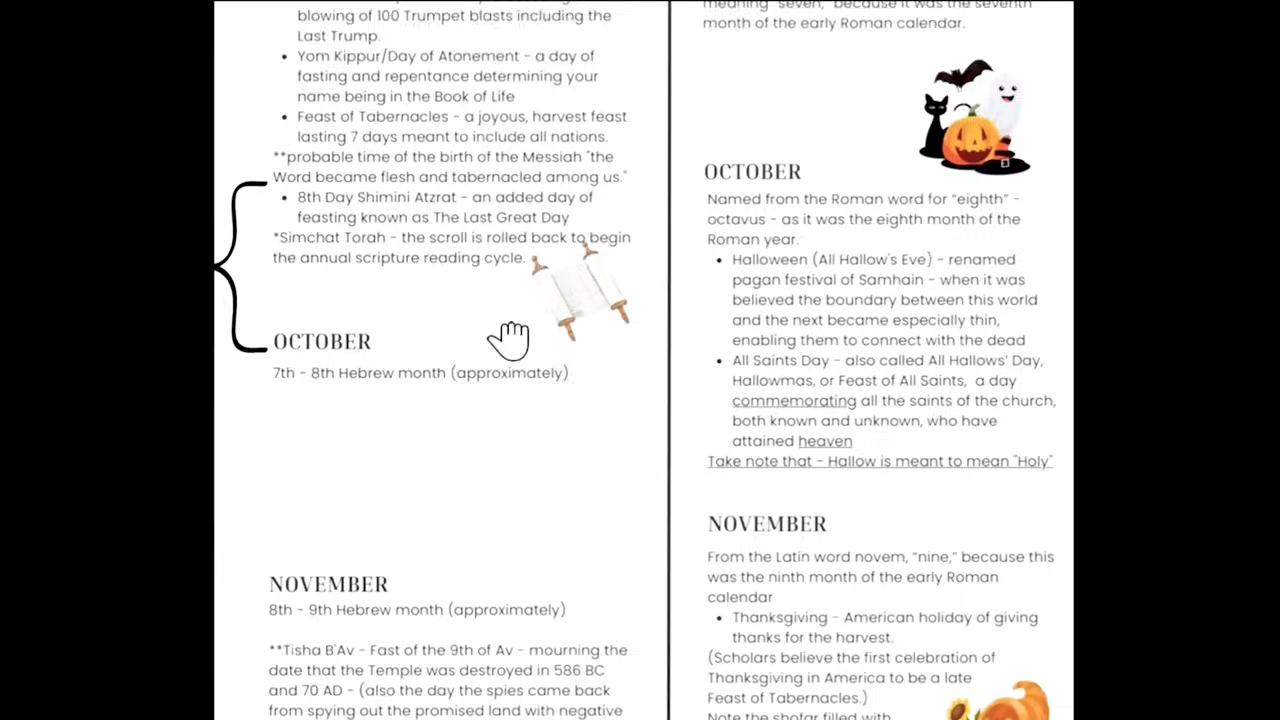 blowing of 100 Trumpet blasts including the
Last Trump.
• Yom Kippur/Day of Atonement - a day of
fasting and repentance determining your
name being in the Book of Life
• Feast of Tabernacles - a joyous, harvest feast
lasting 7 days meant to include all nations.
**probable time of the birth of the Messiah "the
Word became flesh and tabernacled among us."
• 8th Day Shimini Atzrat - an added day of
feasting known as The Last Great Day
*Simchat Torah - the scroll is rolled back to begin
the annual scripture reading cycle.
OCTOBER
7th - 8th Hebrew month (approximately)
NOVEMBER
8th - 9th Hebrew month (approximately)
**Tisha B'Av - Fast of the 9th of Av - mourning the
date that the Temple was destroyed in 586 BC
and 70 AD - (also the day the spies came back
from spying out the promised land with negative
meaning "seven," because it was the seventh
month of the early Roman calendar.
OCTOBER
Named from the Roman word for "eighth" -
octavus - as it was the eighth month of the
Roman year.
• Halloween (All Hallow's Eve) - renamed
pagan festival of Samhain - when it was
believed the boundary between this world
and the next became especially thin,
enabling them to connect with the dead
• All Saints Day - also called All Hallows' Day,
Hallowmas, or Feast of All Saints, a day
commemorating all the saints of the church,
both known and unknown, who have
attained heaven
Take note that - Hallow is meant to mean "Holy"
NOVEMBER
From the Latin word novem, "nine," because this
was the ninth month of the early Roman
calendar
• Thanksgiving - American holiday of giving
thanks for the harvest.
(Scholars believe the first celebration of
Thanksgiving in America to be a late
Feast of Tabernacles.)
Note the shofar filled with